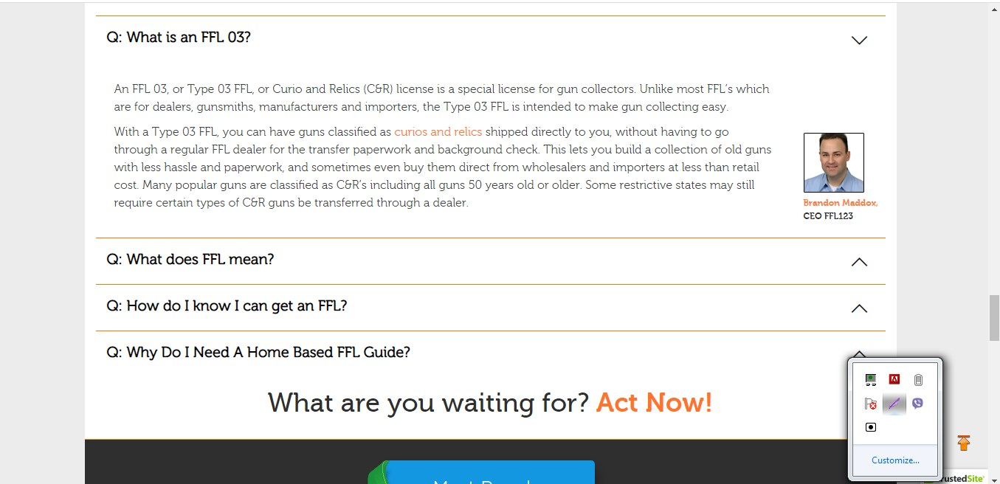 Q: What is an FFL 03?
An FFL 03, or Type 03 FFL, or Curio and Relics (C&R) license is a special license for gun collectors. Unlike most FFL's which
are for dealers, gunsmiths, manufacturers and importers, the Type 03 FFL is intended to make gun collecting easy.
With a Type 03 FFL, you can have guns classified as curios and relics shipped directly to you, without having to go
through a regular FFL dealer for the transfer paperwork and background check. This lets you build a collection of old guns
with less hassle and paperwork, and sometimes even buy them direct from wholesalers and importers at less than retail
cost. Many popular guns are classified as C&R's including all guns 50 years old or older. Some restrictive states may still
require certain types of C&R guns be transferred through a dealer.
Brandon Maddox,
CEO FFL123
Q: What does FFL mean?
Q: How do I know I can get an FFL?
Q: Why Do I Need A Home Based FFL Guide?
What are you waiting for? Act Now!
Customize...